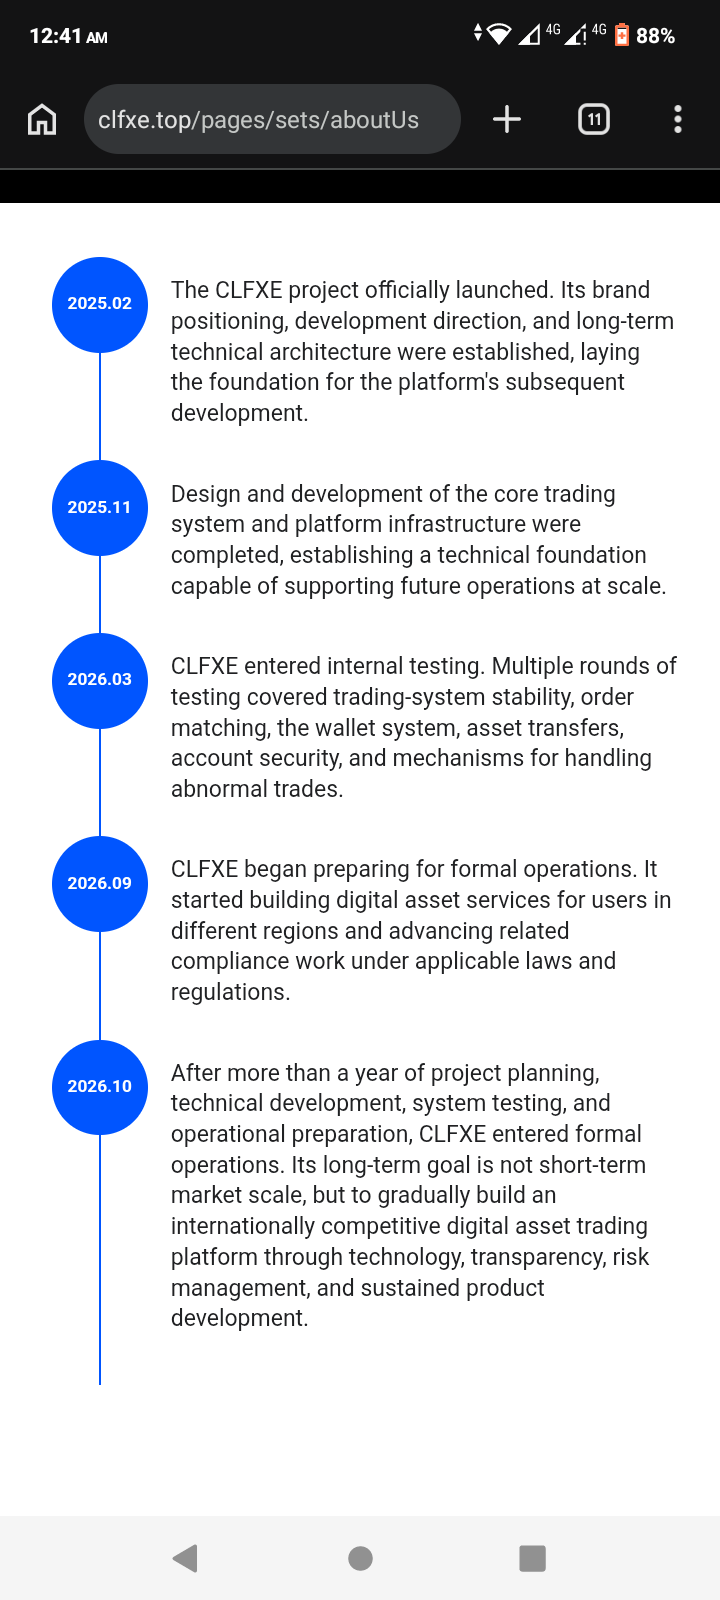 12:41 AM
4G 4G 88%
clfxe.top/pages/sets/aboutUs
11
2025.02
The CLFXE project officially launched. Its brand
positioning, development direction, and long-term
technical architecture were established, laying
the foundation for the platform's subsequent
development.
2025.11
Design and development of the core trading
system and platform infrastructure were
completed, establishing a technical foundation
capable of supporting future operations at scale.
2026.03
CLFXE entered internal testing. Multiple rounds of
testing covered trading-system stability, order
matching, the wallet system, asset transfers,
account security, and mechanisms for handling
abnormal trades.
2026.09
CLFXE began preparing for formal operations. It
started building digital asset services for users in
different regions and advancing related
compliance work under applicable laws and
regulations.
2026.10
After more than a year of project planning,
technical development, system testing, and
operational preparation, CLFXE entered formal
operations. Its long-term goal is not short-term
market scale, but to gradually build an
internationally competitive digital asset trading
platform through technology, transparency, risk
management, and sustained product
development.